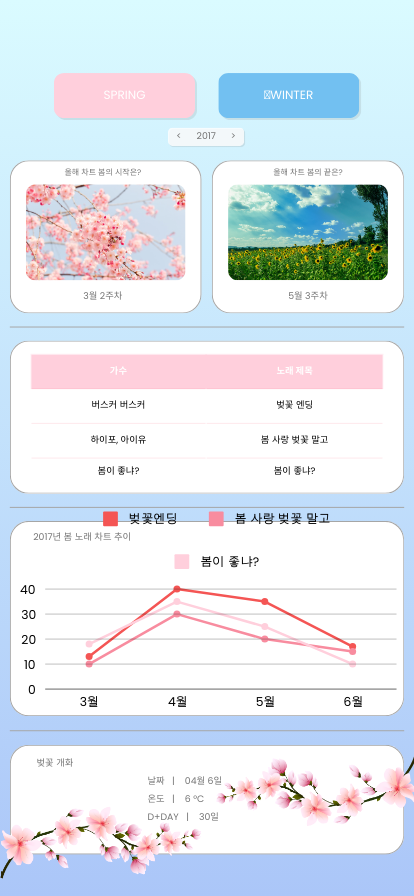 SPRING WINTER
< 2017 >
올해 차트 봄의 시작은? 올해 차트 봄의 끝은?
3월 2주차 5월 3주차
가수 노래 제목
버스커 버스커 벚꽃 엔딩
하이포, 아이유 봄 사랑 벚꽃 말고
봄이 좋냐? 봄이 좋냐?
벚꽃엔딩 봄 사랑 벚꽃 말고
2017년 봄 노래 차트 추이
봄이 좋냐?
40
30
20
10
0
3월 4월 5월 6월
벚꽃 개화
날짜 | 04월 6일
온도 | 6 ºC
D+DAY | 30일